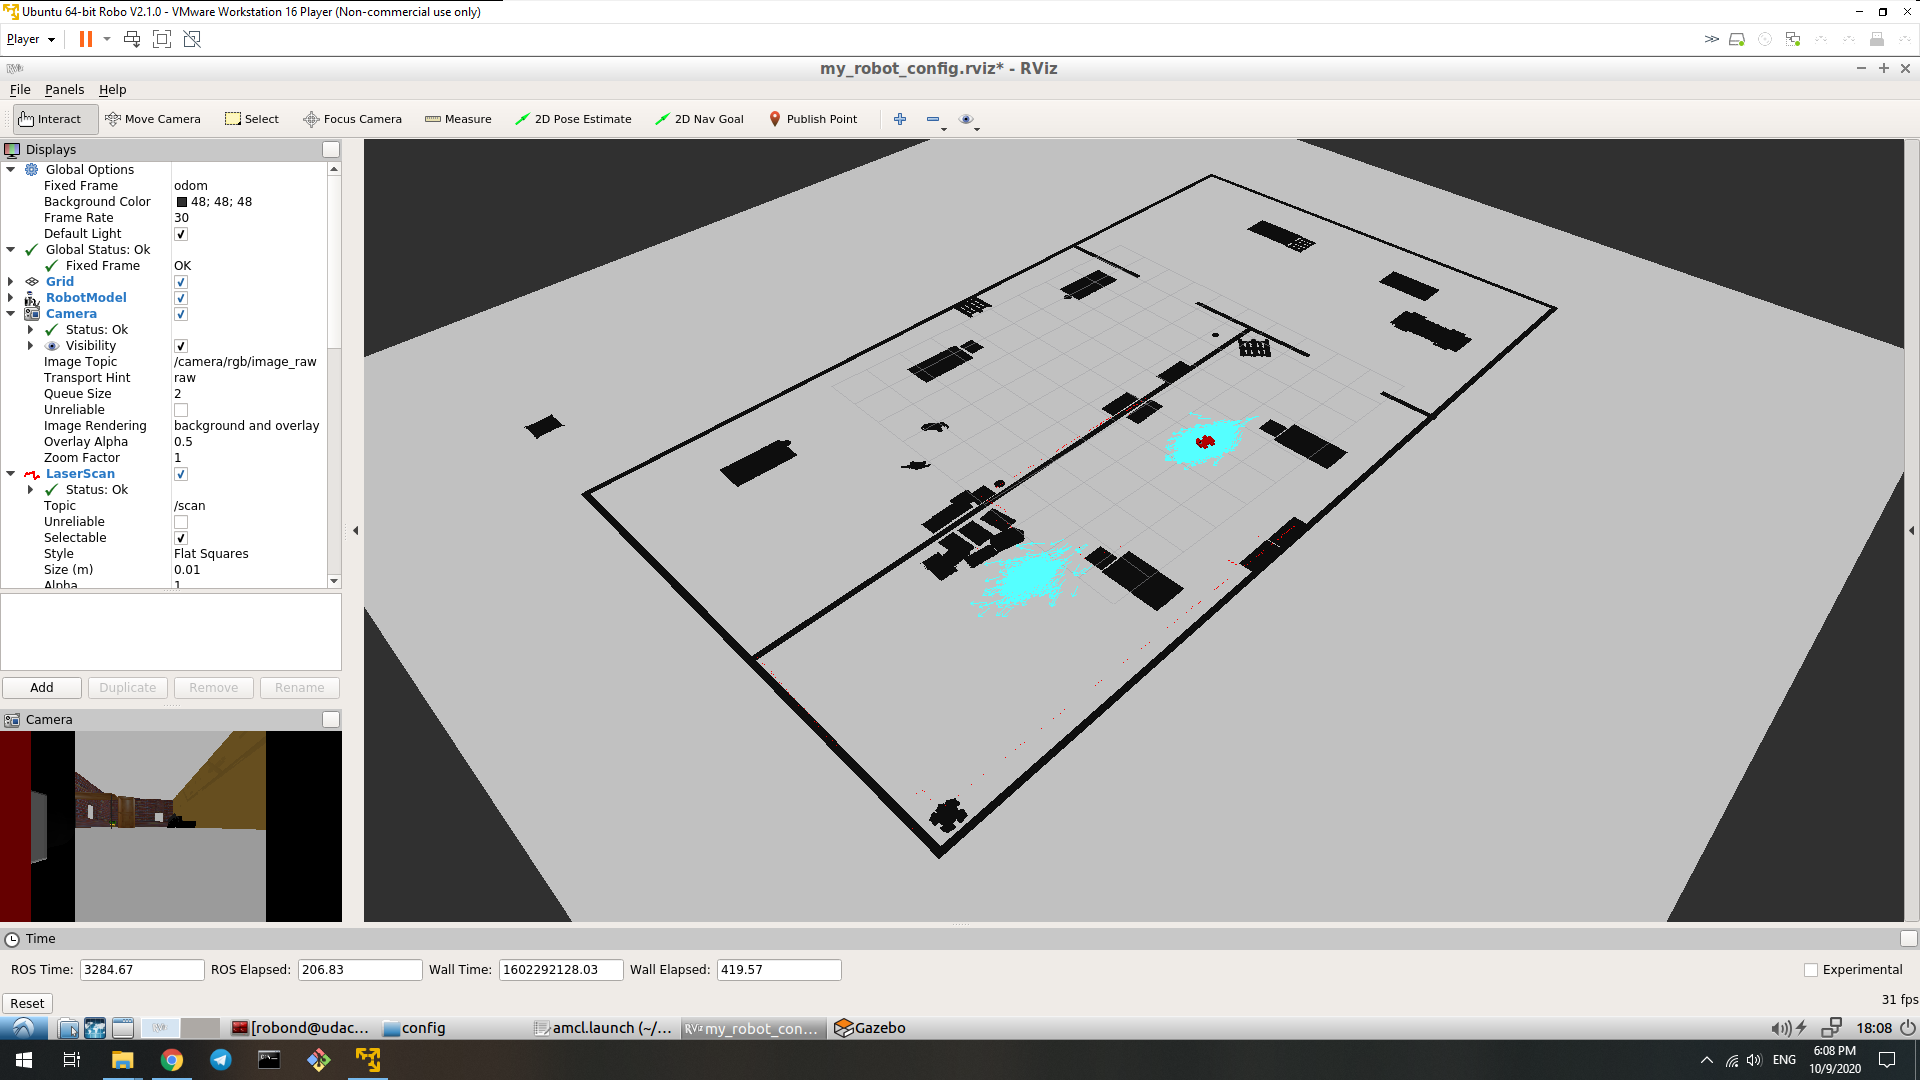 Ubuntu 64-bit Robo V2.1.0 - VMware Workstation 16 Player (Non-commercial use only)
Player
my_robot_config.rviz* - RViz
File Panels Help
Interact Move Camera Select Focus Camera Measure 2D Pose Estimate 2D Nav Goal Publish Point
Displays
Global Options
Fixed Frame odom
Background Color 48; 48; 48
Frame Rate 30
Default Light
Global Status: Ok
Fixed Frame OK
Grid
RobotModel
Camera
Status: Ok
Visibility
Image Topic /camera/rgb/image_raw
Transport Hint raw
Queue Size 2
Unreliable
Image Rendering background and overlay
Overlay Alpha 0.5
Zoom Factor 1
LaserScan
Status: Ok
Topic /scan
Unreliable
Selectable
Style Flat Squares
Size (m) 0.01
Alpha 1
Add Duplicate Remove Rename
Camera
Time
ROS Time: 3284.67 ROS Elapsed: 206.83 Wall Time: 1602292128.03 Wall Elapsed: 419.57 Experimental
Reset 31 fps
[robond@udac... config amcl.launch (~/... RViz my_robot_con... Gazebo 18:08
ENG 6:08 PM
10/9/2020